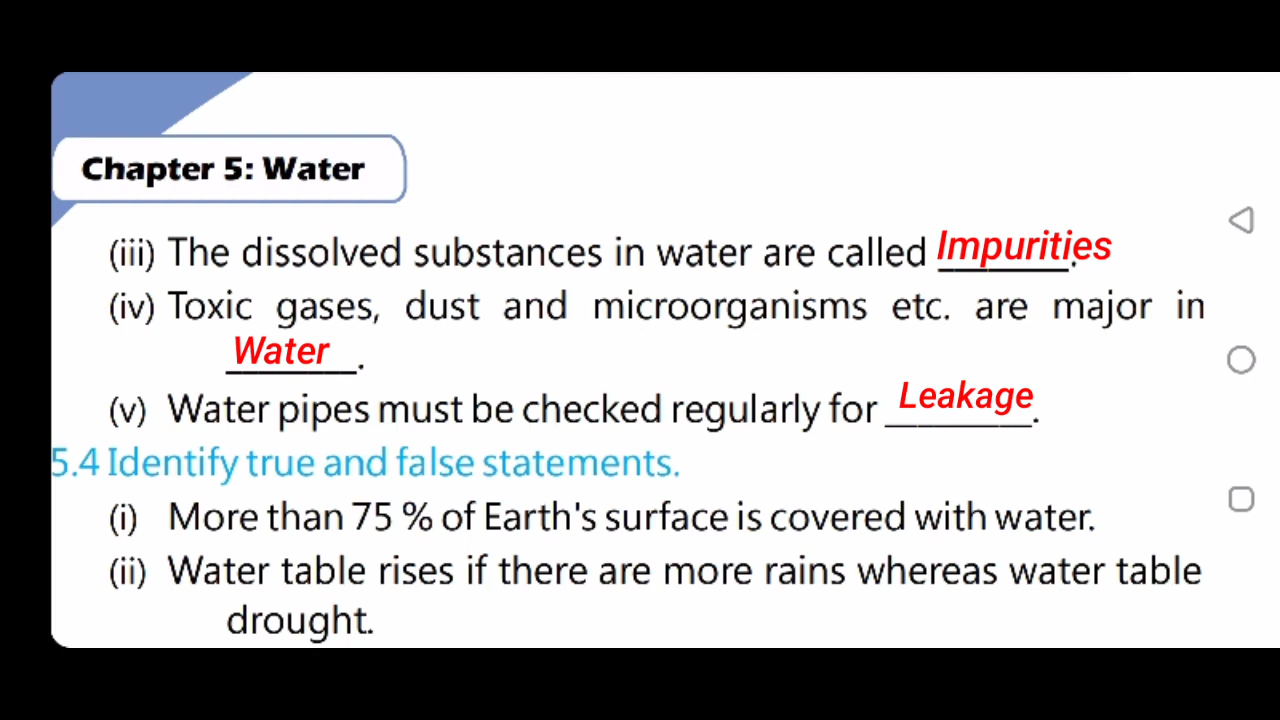 Chapter 5: Water
(iii) The dissolved substances in water are called Impurities.
(iv) Toxic gases, dust and microorganisms etc. are major in
Water.
(v) Water pipes must be checked regularly for Leakage.
5.4 Identify true and false statements.
(i) More than 75 % of Earth's surface is covered with water.
(ii) Water table rises if there are more rains whereas water table
drought.